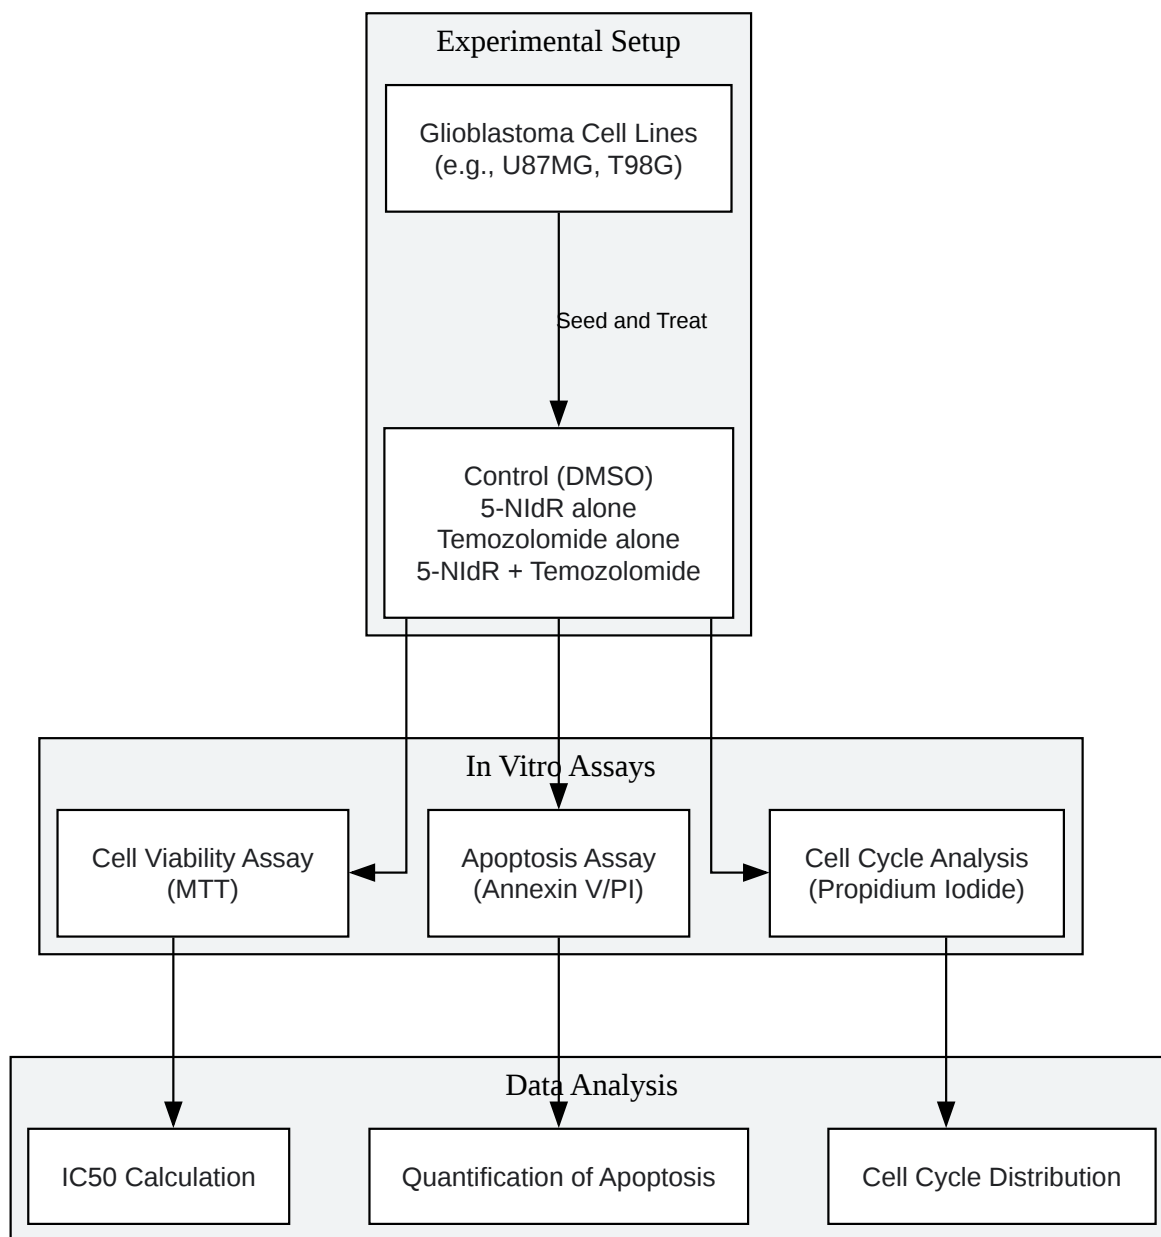 Experimental Setup
Glioblastoma Cell Lines
(e.g., U87MG, T98G)
Seed and Treat
Control (DMSO)
5-NIdR alone
Temozolomide alone
5-NIdR + Temozolomide
In Vitro Assays
Cell Viability Assay
(MTT)
Apoptosis Assay
(Annexin V/PI)
Cell Cycle Analysis
(Propidium Iodide)
Data Analysis
IC50 Calculation
Quantification of Apoptosis
Cell Cycle Distribution